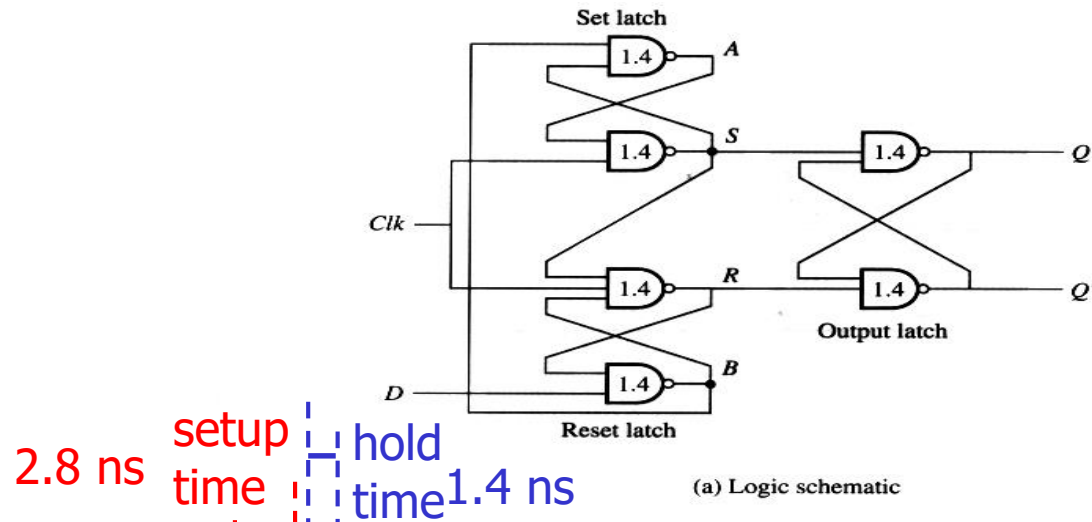 Set latch
1.4
A
1.4
S
1.4
Q
Clk
1.4
R
1.4
Q
Output latch
1.4
B
D
Reset latch
2.8 ns
setup
time
hold
time
1.4 ns
(a) Logic schematic